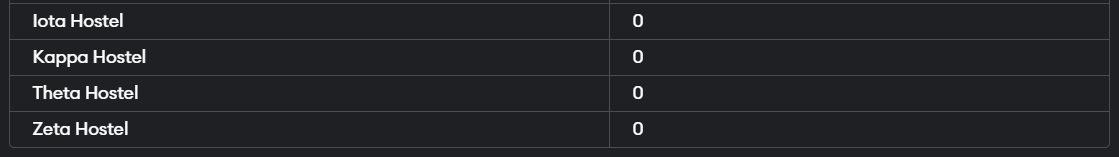 Iota Hostel 0
Kappa Hostel 0
Theta Hostel 0
Zeta Hostel 0